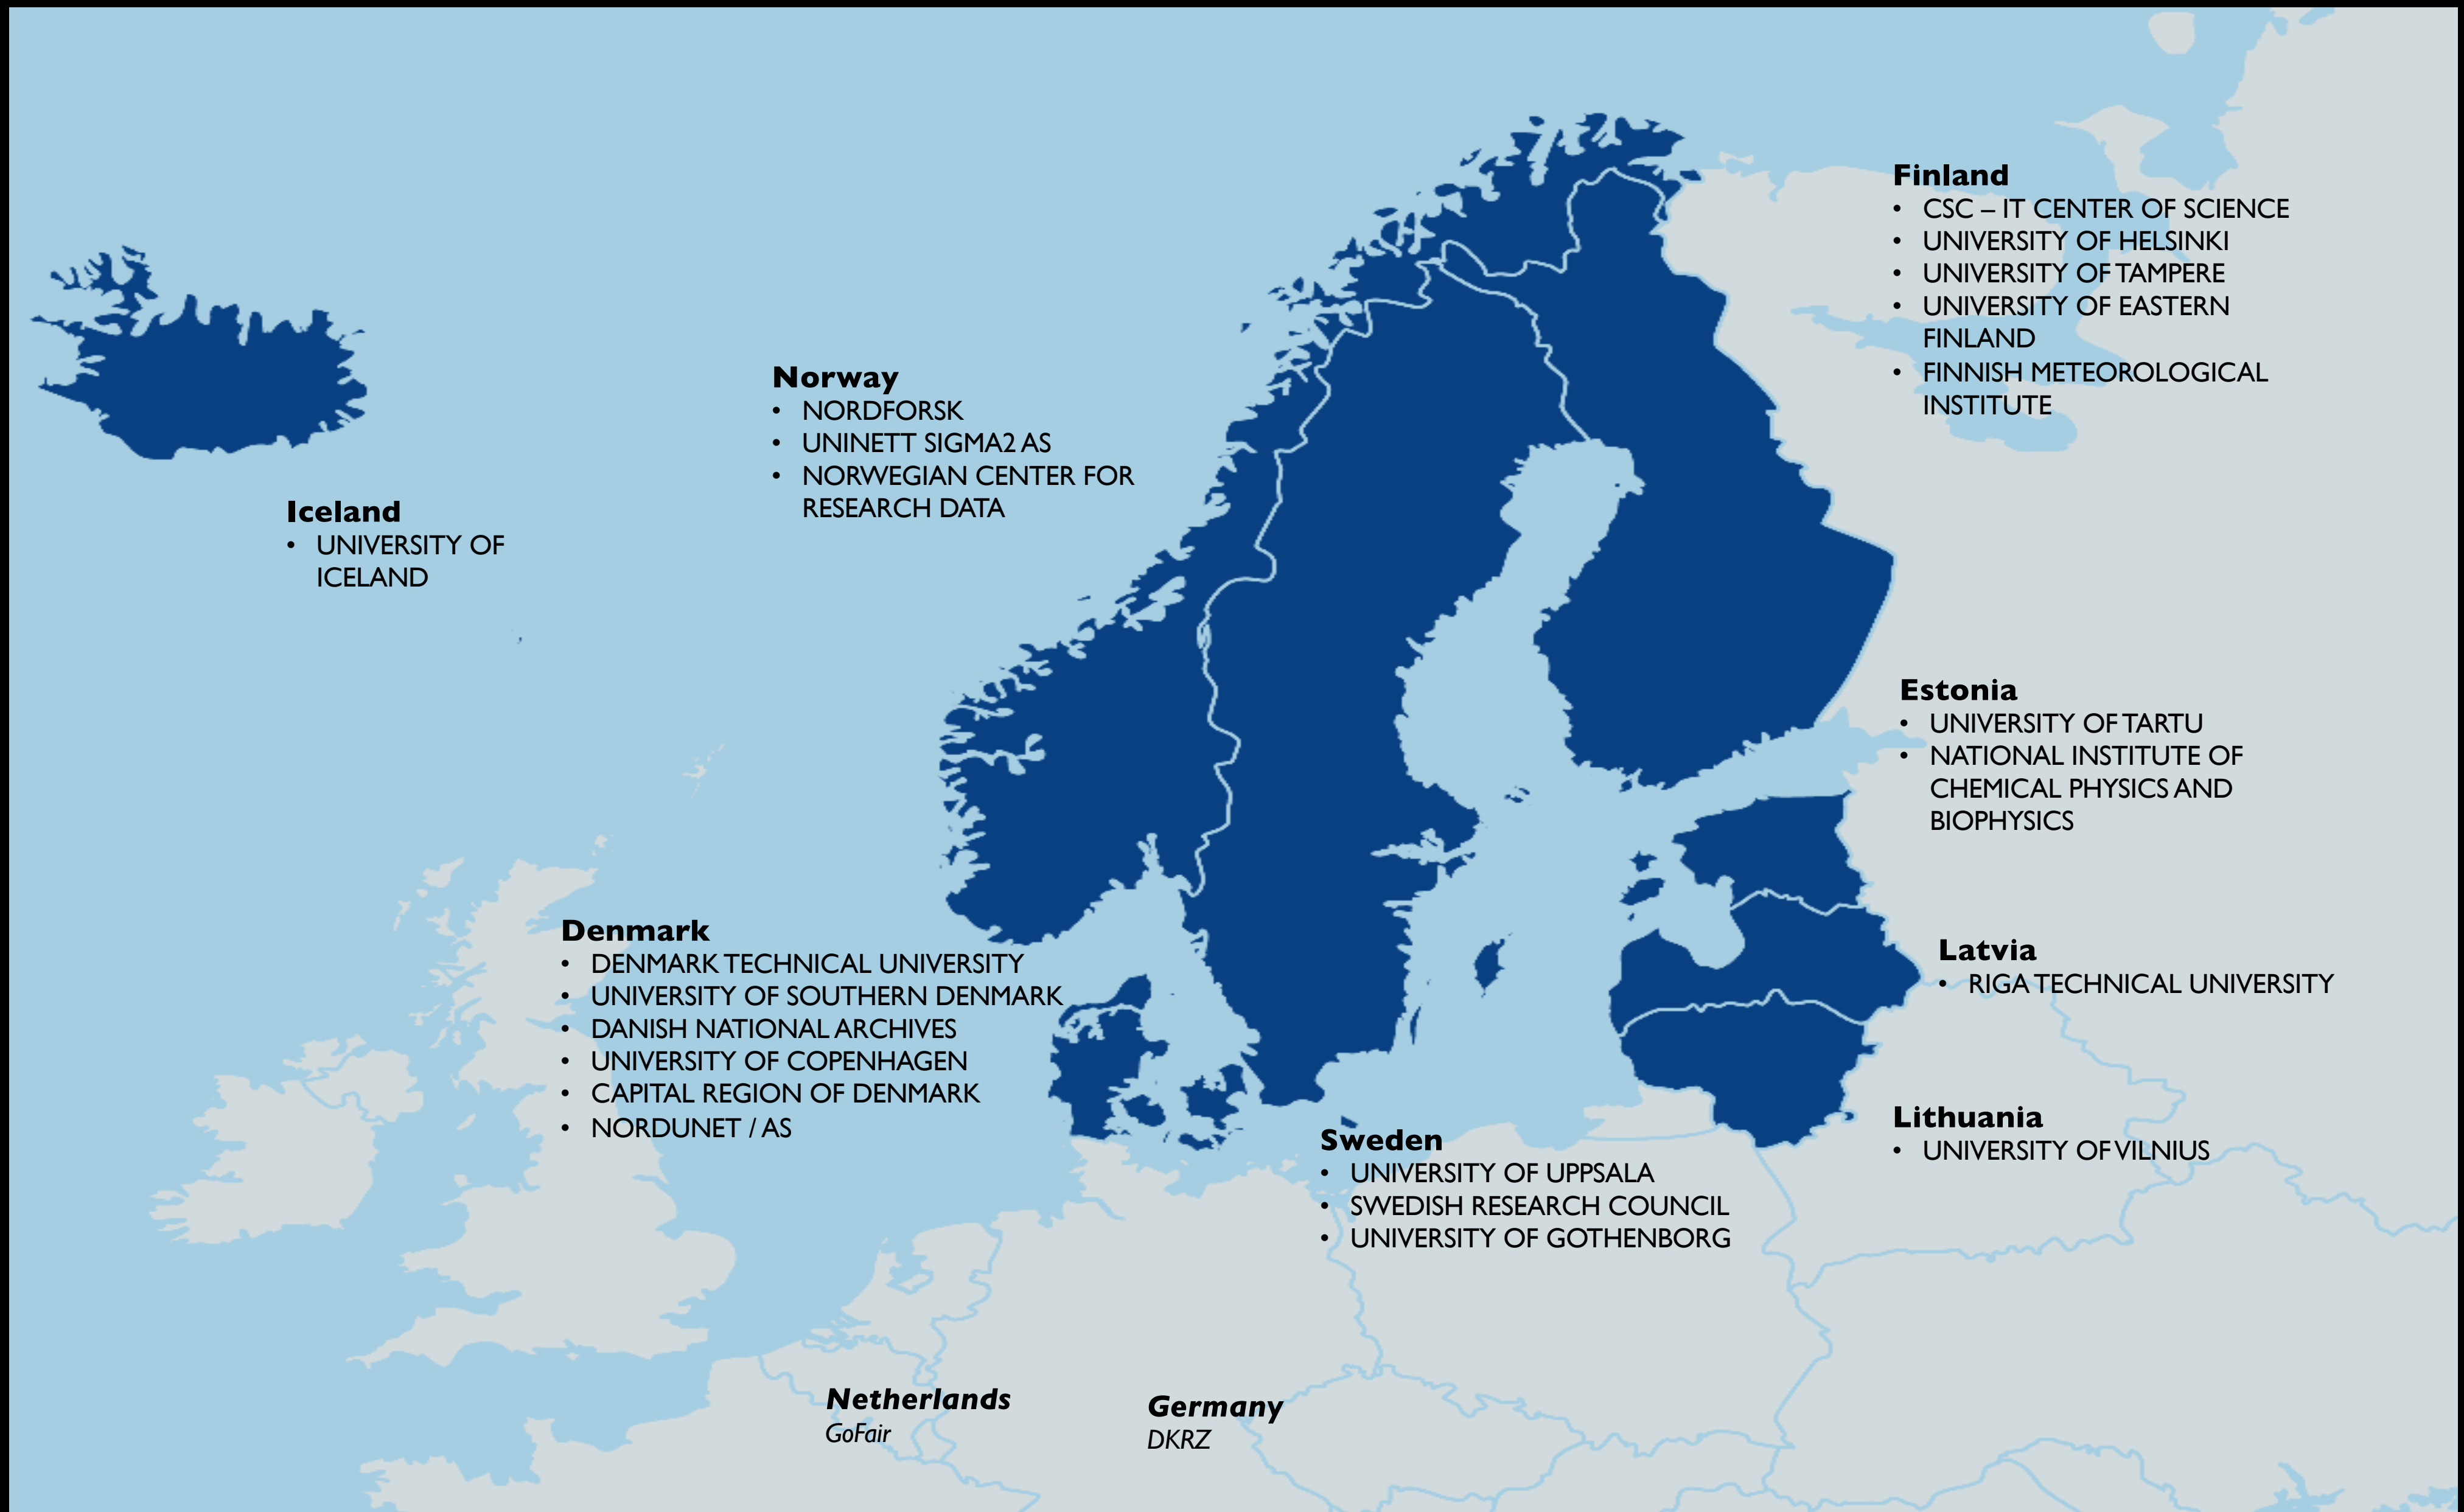 Finland
• CSC – IT CENTER OF SCIENCE
• UNIVERSITY OF HELSINKI
• UNIVERSITY OF TAMPERE
• UNIVERSITY OF EASTERN
FINLAND
• FINNISH METEOROLOGICAL
INSTITUTE
Norway
• NORDFORSK
• UNINETT SIGMA2 AS
• NORWEGIAN CENTER FOR
RESEARCH DATA
Iceland
• UNIVERSITY OF
ICELAND
Estonia
• UNIVERSITY OF TARTU
• NATIONAL INSTITUTE OF
CHEMICAL PHYSICS AND
BIOPHYSICS
Denmark
• DENMARK TECHNICAL UNIVERSITY
• UNIVERSITY OF SOUTHERN DENMARK
• DANISH NATIONAL ARCHIVES
• UNIVERSITY OF COPENHAGEN
• CAPITAL REGION OF DENMARK
• NORDUNET / AS
Latvia
• RIGA TECHNICAL UNIVERSITY
Lithuania
• UNIVERSITY OF VILNIUS
Sweden
• UNIVERSITY OF UPPSALA
• SWEDISH RESEARCH COUNCIL
• UNIVERSITY OF GOTHENBORG
Netherlands
GoFair
Germany
DKRZ